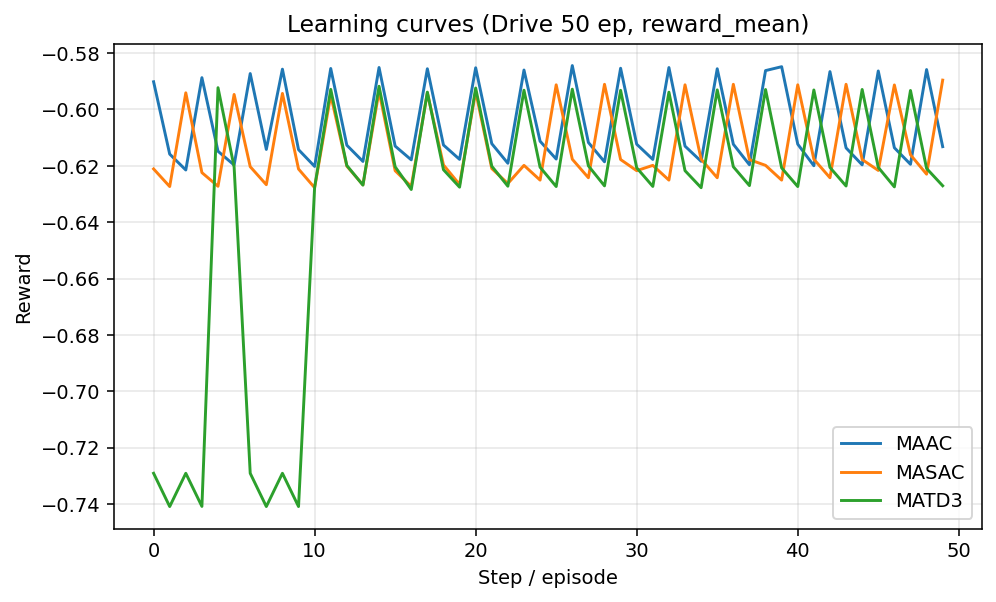 Learning curves (Drive 50 ep, reward_mean)
Reward
−0.58
−0.60
−0.62
−0.64
−0.66
−0.68
−0.70
−0.72
−0.74
MAAC
MASAC
MATD3
0 10 20 30 40 50
Step / episode